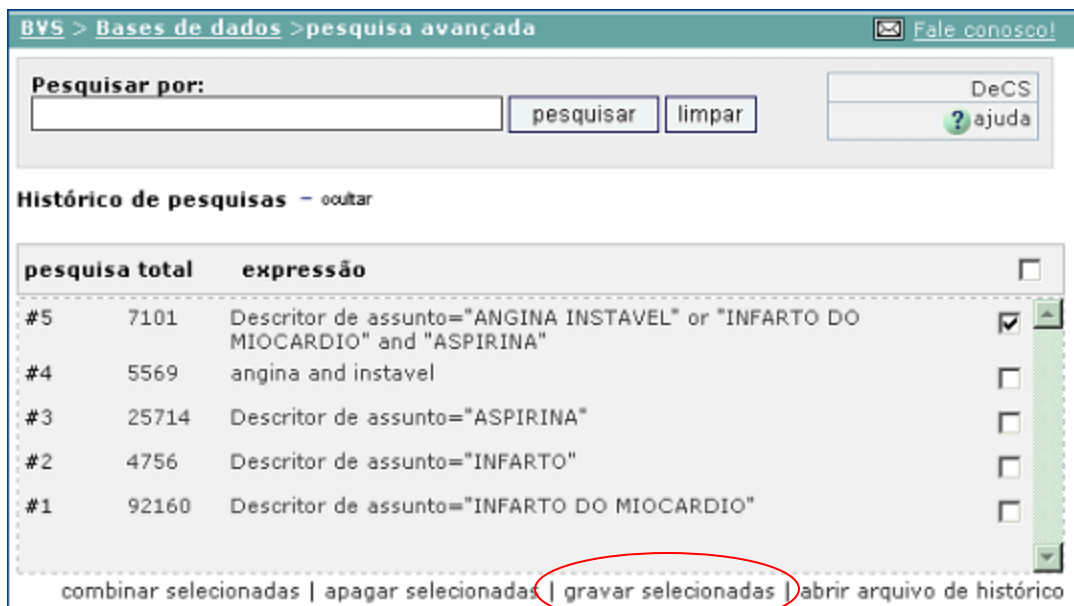 BVS > Bases de dados >pesquisa avançada Fale conosco!
Pesquisar por: DeCS
pesquisar limpar ? ajuda
Histórico de pesquisas − ocultar
pesquisa total expressão
#5 7101 Descritor de assunto="ANGINA INSTAVEL" or "INFARTO DO
MIOCARDIO" and "ASPIRINA"
#4 5569 angina and instavel
#3 25714 Descritor de assunto="ASPIRINA"
#2 4756 Descritor de assunto="INFARTO"
#1 92160 Descritor de assunto="INFARTO DO MIOCARDIO"
combinar selecionadas | apagar selecionadas | gravar selecionadas | abrir arquivo de histórico